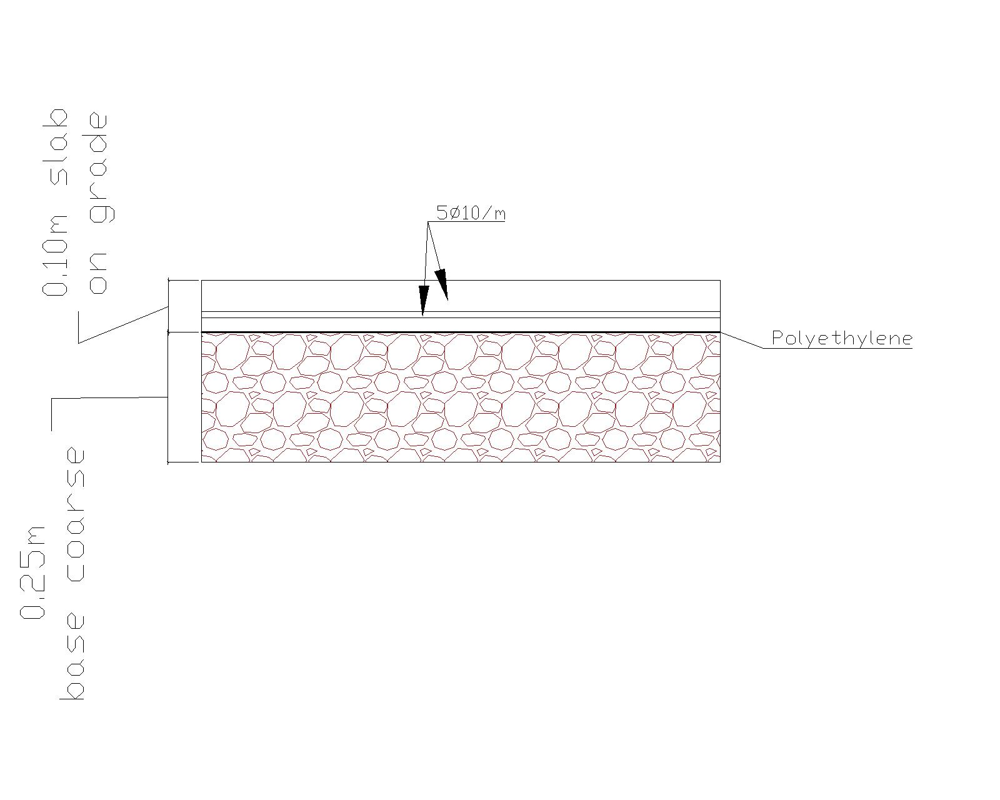 0.10m slab
on grade
5Ø10/m
Polyethylene
0.25m
base coarse